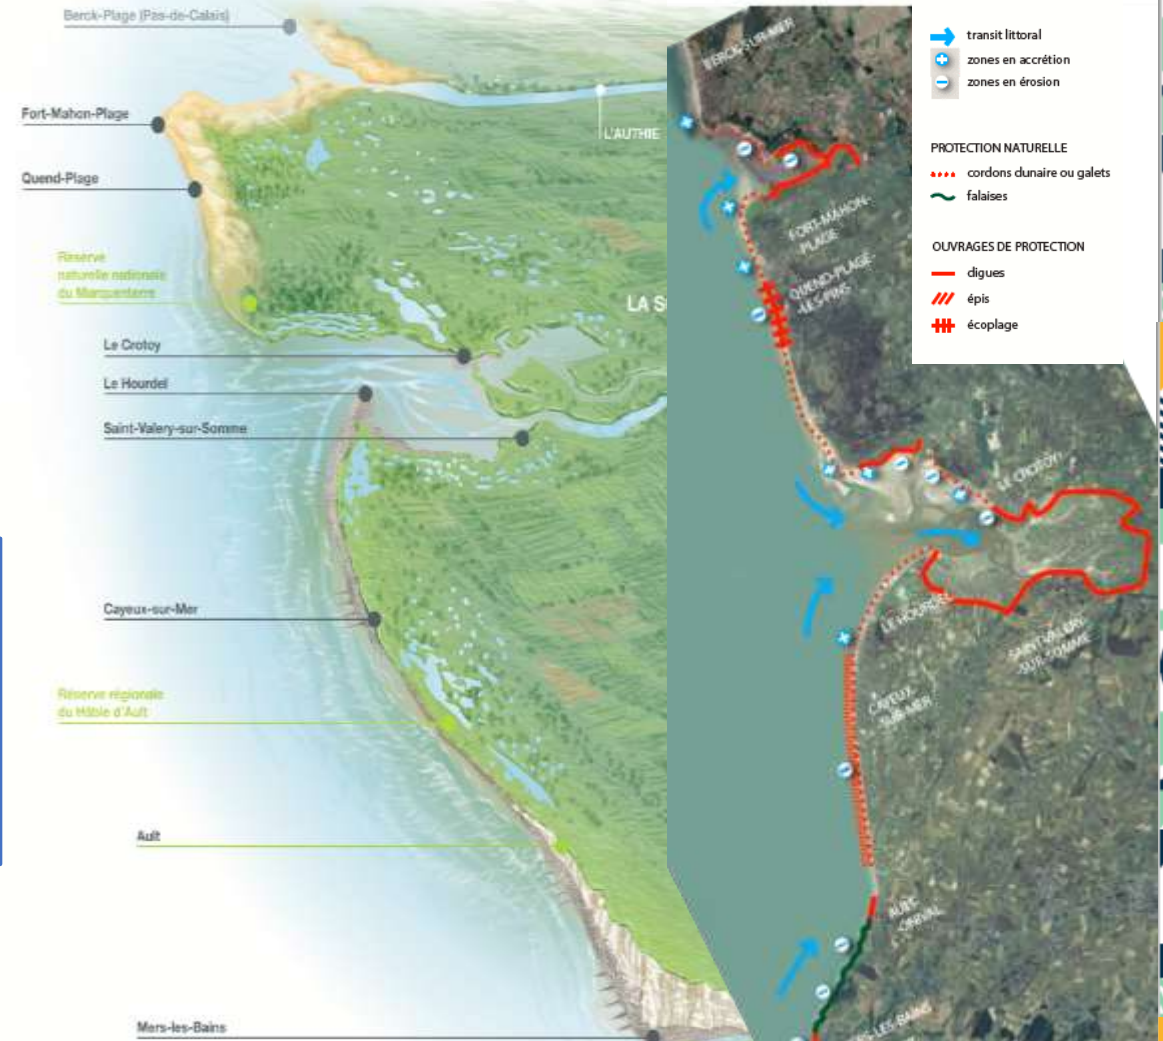 Berck-Plage (Pas-de-Calais)
Fort-Mahon-Plage
Quend-Plage
Réserve
naturelle nationale
du Marquenterre
Le Crotoy
Le Hourdel
Saint-Valery-sur-Somme
Cayeux-sur-Mer
Réserve régionale
du Hâble d'Ault
Ault
Mers-les-Bains
L'AUTHIE
LA S
BERCK-SUR-MER
FORT-MAHON-
PLAGE
QUEND-PLAGE-
-LES-PINS
LE CROTOY
LE HOURDEL
SAINT-VALERY-
SUR-SOMME
CAYEUX
-SUR-MER
AULT
-ONIVAL
-LES-BAINS
transit littoral
zones en accrétion
zones en érosion
PROTECTION NATURELLE
cordons dunaire ou galets
falaises
OUVRAGES DE PROTECTION
digues
épis
écoplage